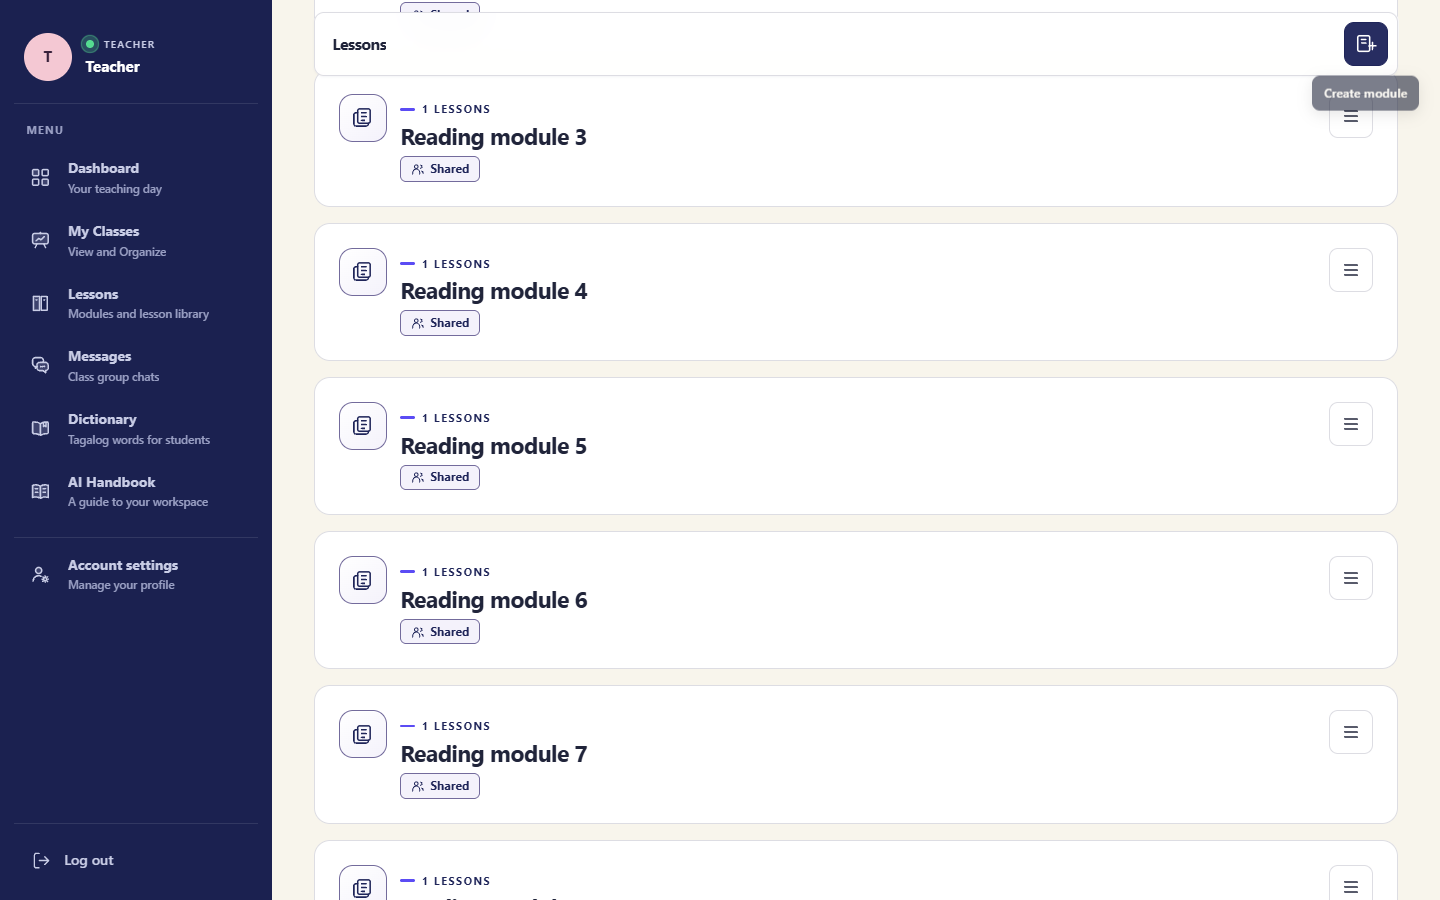 T
TEACHER
Teacher
MENU
Dashboard
Your teaching day
My Classes
View and Organize
Lessons
Modules and lesson library
Messages
Class group chats
Dictionary
Tagalog words for students
AI Handbook
A guide to your workspace
Account settings
Manage your profile
Log out
Lessons
Create module
1 LESSONS
Reading module 3
Shared
1 LESSONS
Reading module 4
Shared
1 LESSONS
Reading module 5
Shared
1 LESSONS
Reading module 6
Shared
1 LESSONS
Reading module 7
Shared
1 LESSONS